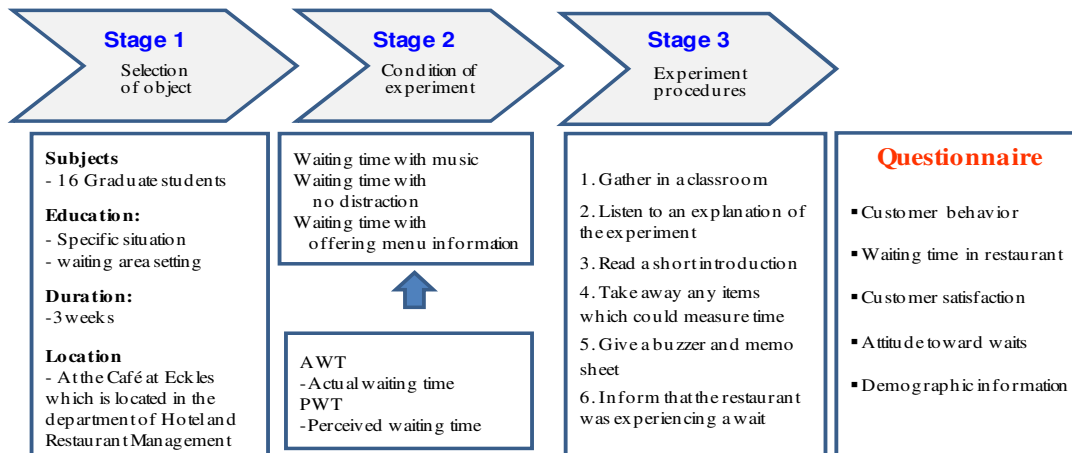 Stage 1
Selection
of object
Stage 2
Condition of
experiment
Stage 3
Experiment
procedures
Subjects
- 16 Graduate students
Education:
- Specific situation
- waiting area setting
Duration:
-3 weeks
Location
- At the Café at Eckles
which is located in the
department of Hotel and
Restaurant Management
Waiting time with music
Waiting time with
no distraction
Waiting time with
offering menu information
AWT
-Actual waiting time
PWT
-Perceived waiting time
1. Gather in a classroom
2. Listen to an explanation of
the experiment
3. Read a short introduction
4. Take away any items
which could measure time
5. Give a buzzer and memo
sheet
6. Inform that the restaurant
was experiencing a wait
Questionnaire
▪ Customer behavior
▪ Waiting time in restaurant
▪ Customer satisfaction
▪ Attitude toward waits
▪ Demographic information